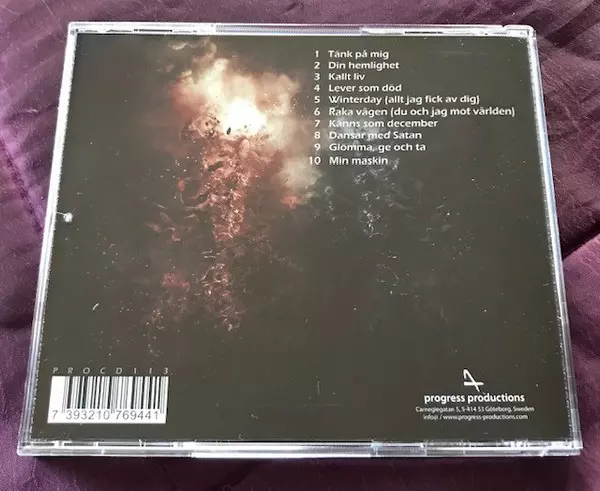 1 Tänk på mig
2 Din hemlighet
3 Kallt liv
4 Lever som död
5 Winterday (allt jag fick av dig)
6 Raka vägen (du och jag mot världen)
7 Känns som december
8 Dansar med Satan
9 Glömma, ge och ta
10 Min maskin
PROCD113
7 393210 769441
progress productions
Carnegiegatan 5, S-414 53 Göteborg, Sweden
info@ / www.progress-productions.com